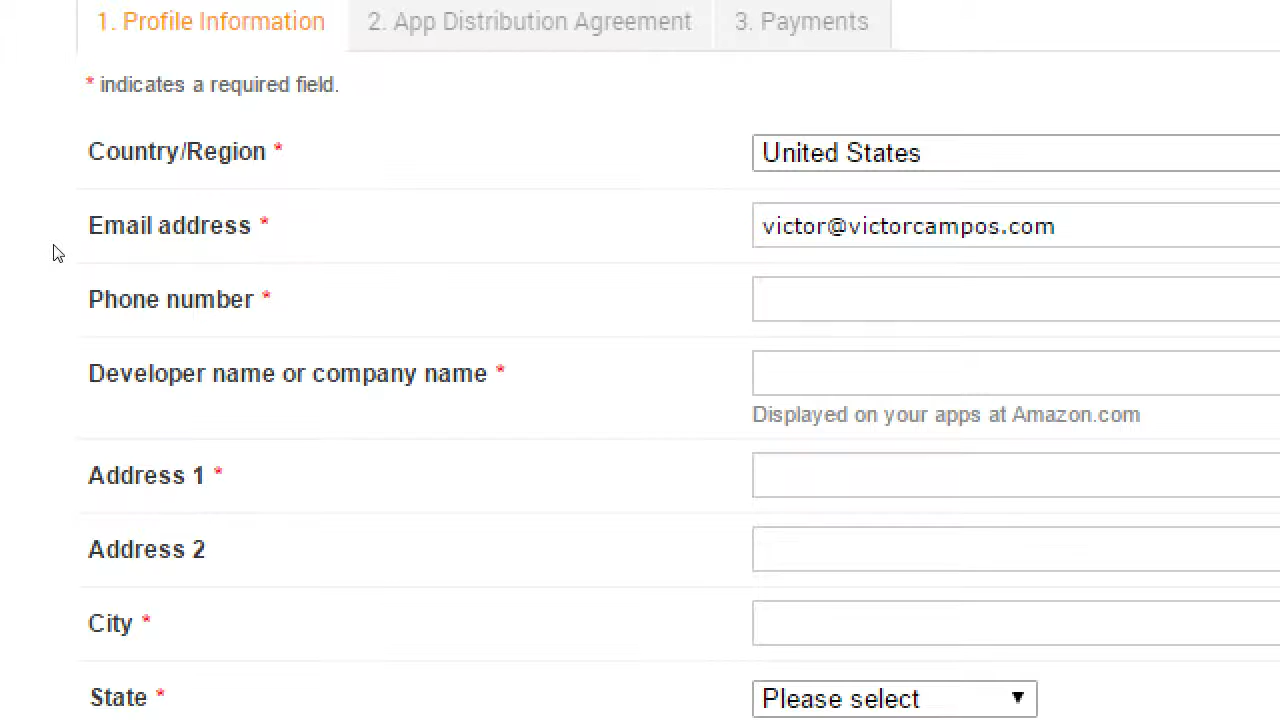 1. Profile Information 2. App Distribution Agreement 3. Payments
* indicates a required field.
Country/Region * United States
Email address * victor@victorcampos.com
Phone number *
Developer name or company name *
Displayed on your apps at Amazon.com
Address 1 *
Address 2
City *
State * Please select